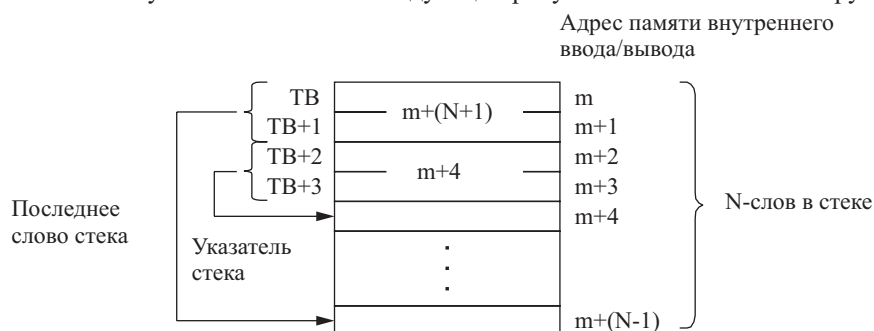 Адрес памяти внутреннего
ввода/вывода
TB
m+(N+1)
m
TB+1
m+1
TB+2
m+4
m+2
TB+3
m+3
m+4
N-слов в стеке
Последнее
слово стека
Указатель
стека
m+(N-1)